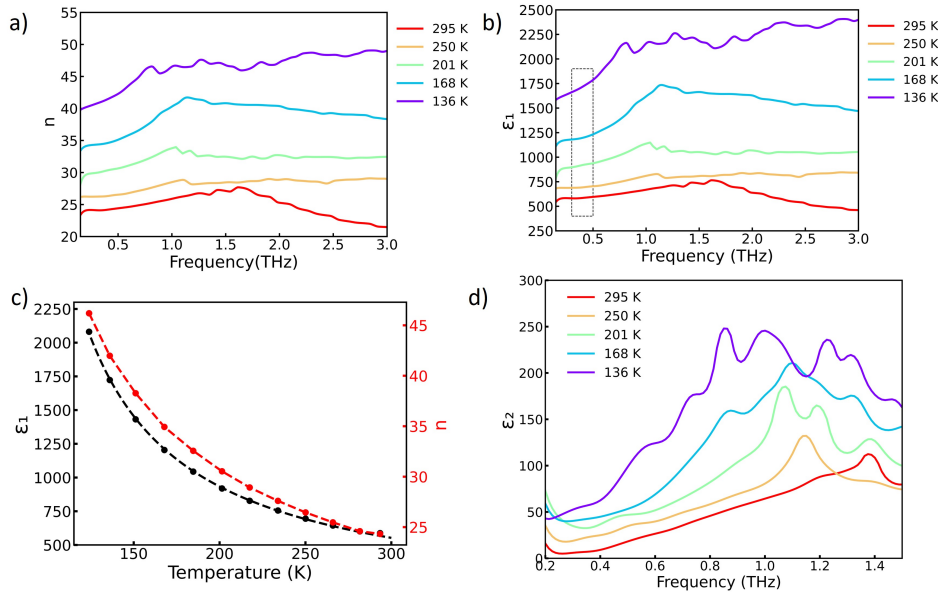 a)
55
50
45
40
35
30
25
20
n
0.5 1.0 1.5 2.0 2.5 3.0
Frequency(THz)
295 K
250 K
201 K
168 K
136 K
b)
2500
2250
2000
1750
1500
1250
1000
750
500
250
ε₁
0.5 1.0 1.5 2.0 2.5 3.0
Frequency (THz)
295 K
250 K
201 K
168 K
136 K
c)
2250
2000
1750
1500
1250
1000
750
500
ε₁
150 200 250 300
Temperature (K)
45
40
35
30
25
n
d)
300
250
200
150
100
50
0
ε₂
0.2 0.4 0.6 0.8 1.0 1.2 1.4
Frequency (THz)
295 K
250 K
201 K
168 K
136 K